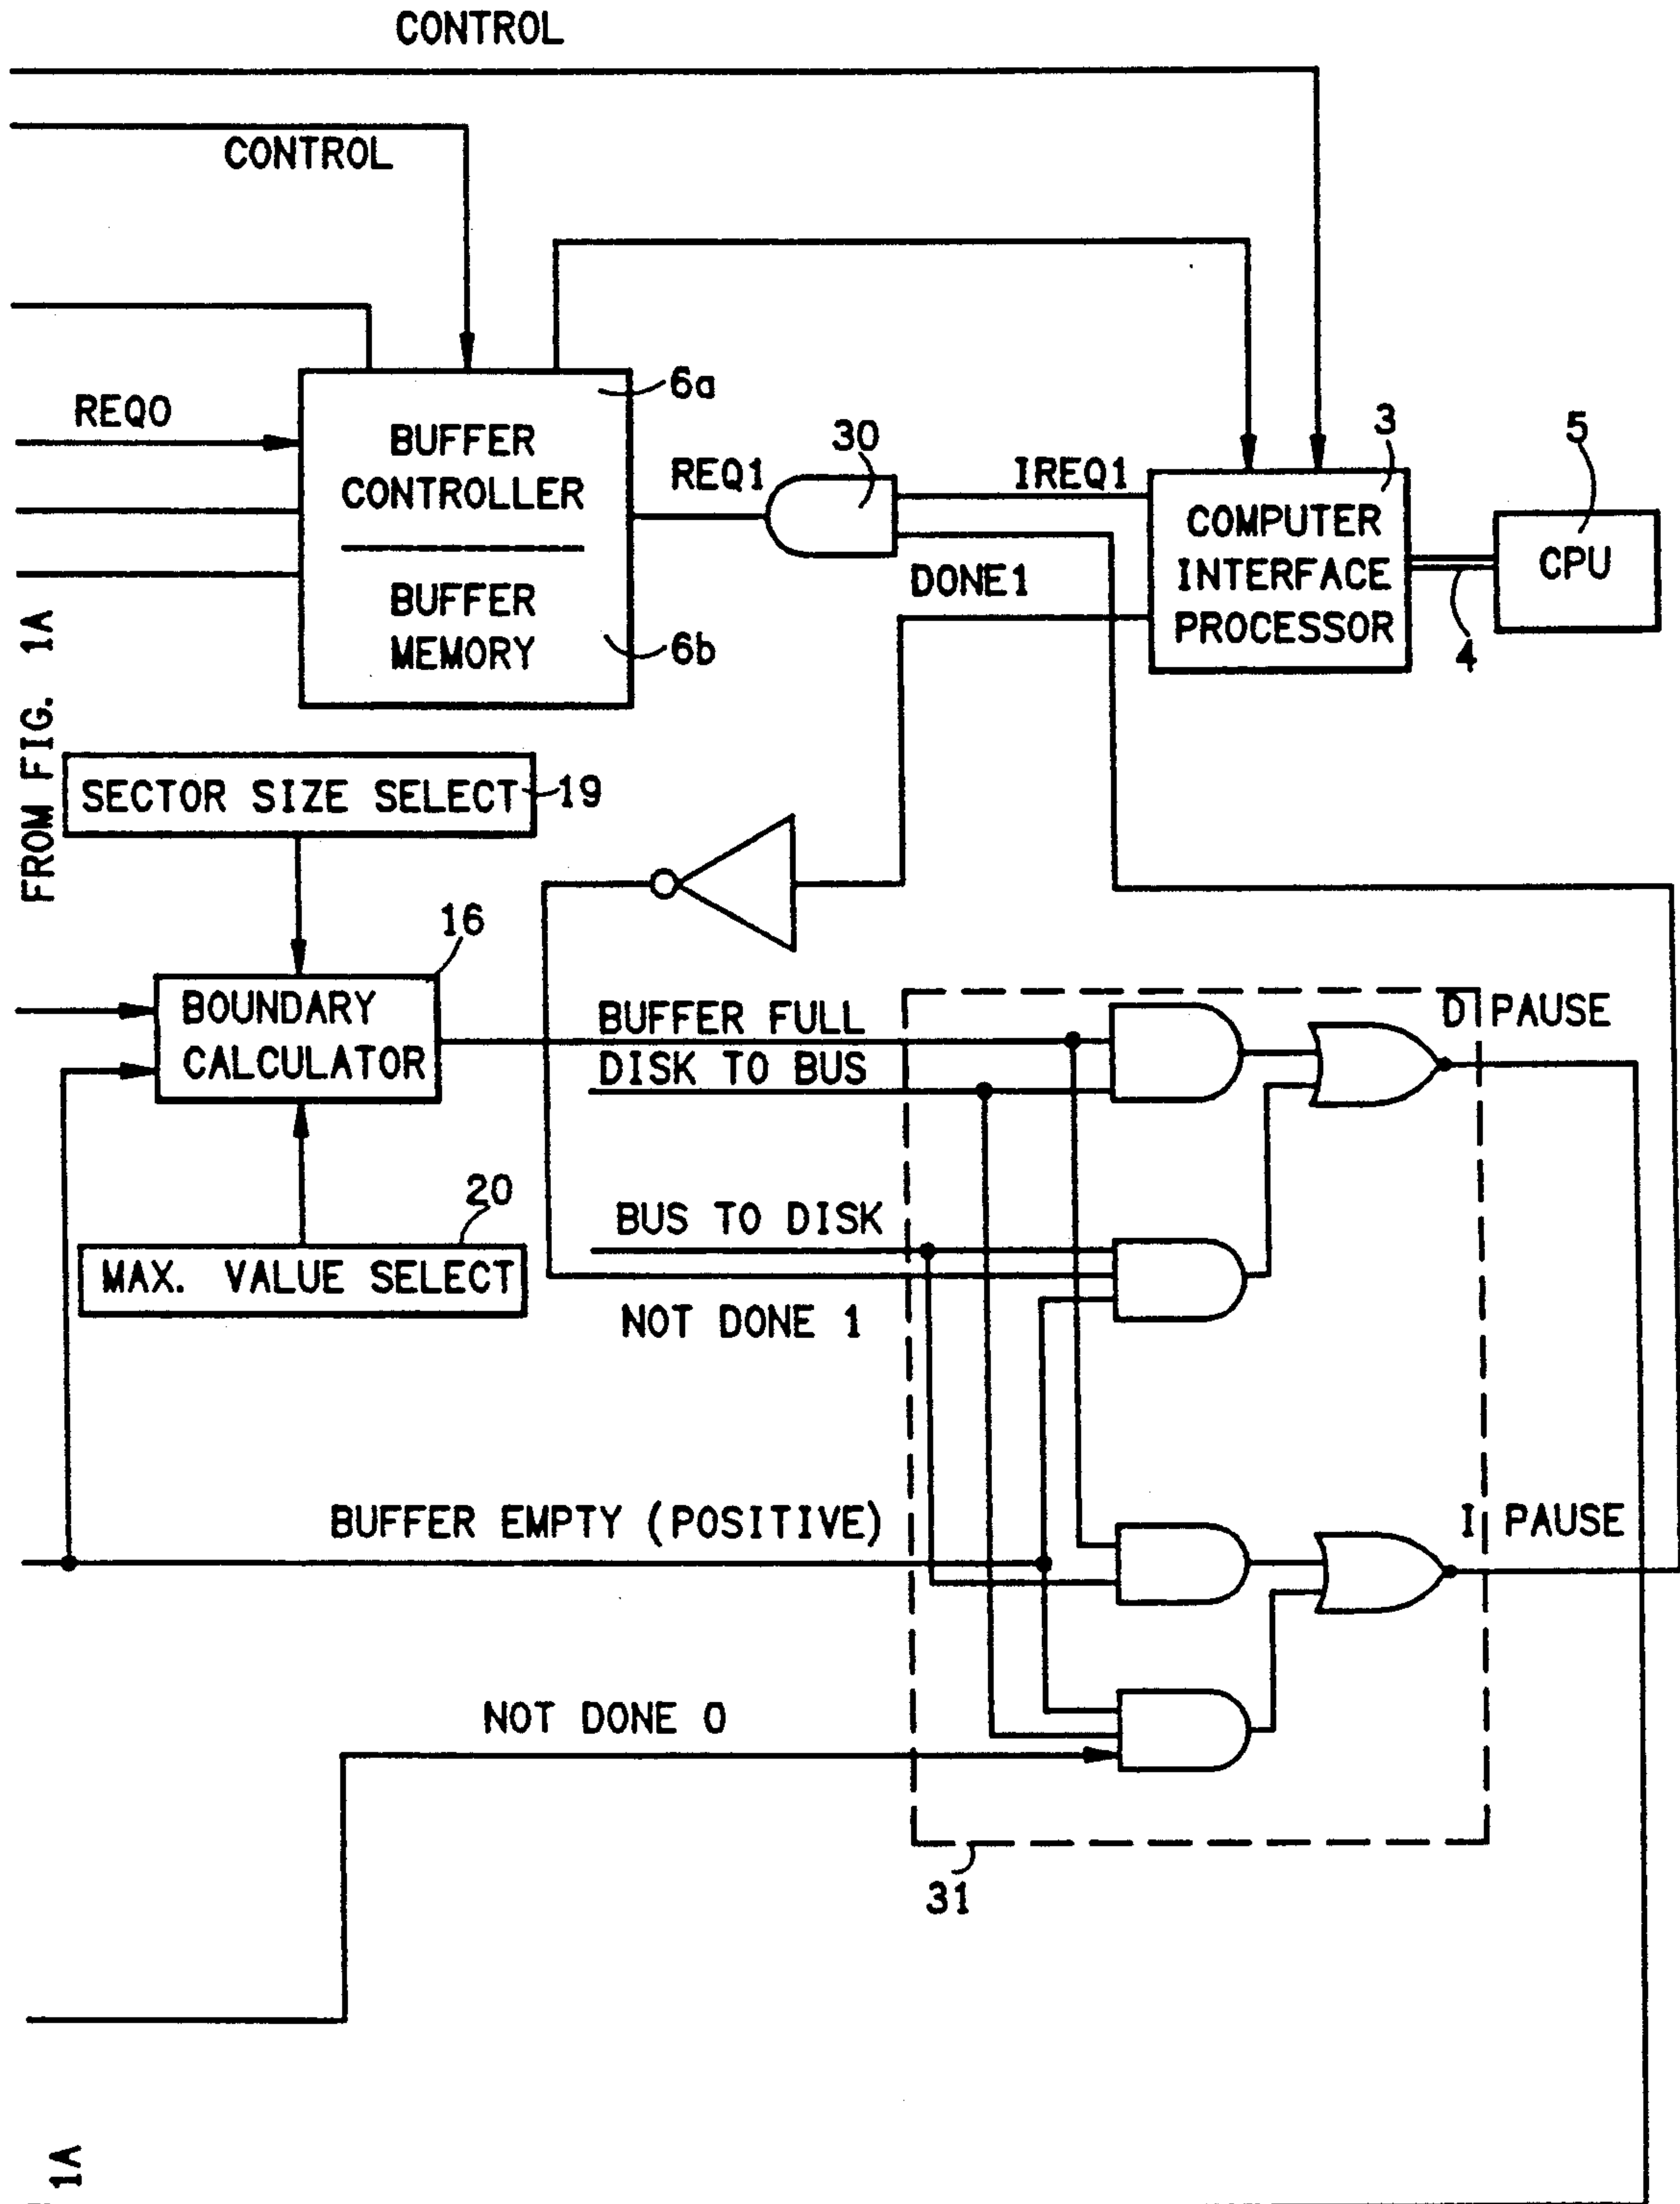 CONTROL
CONTROL
REQ0
6a
BUFFER
CONTROLLER
BUFFER
MEMORY
6b
REQ1
30
IREQ1
DONE1
3
COMPUTER
INTERFACE
PROCESSOR
4
5
CPU
FROM FIG. 1A
SECTOR SIZE SELECT
19
16
BOUNDARY
CALCULATOR
20
MAX. VALUE SELECT
BUFFER FULL
DISK TO BUS
BUS TO DISK
NOT DONE 1
D PAUSE
BUFFER EMPTY (POSITIVE)
I PAUSE
NOT DONE 0
31
1A